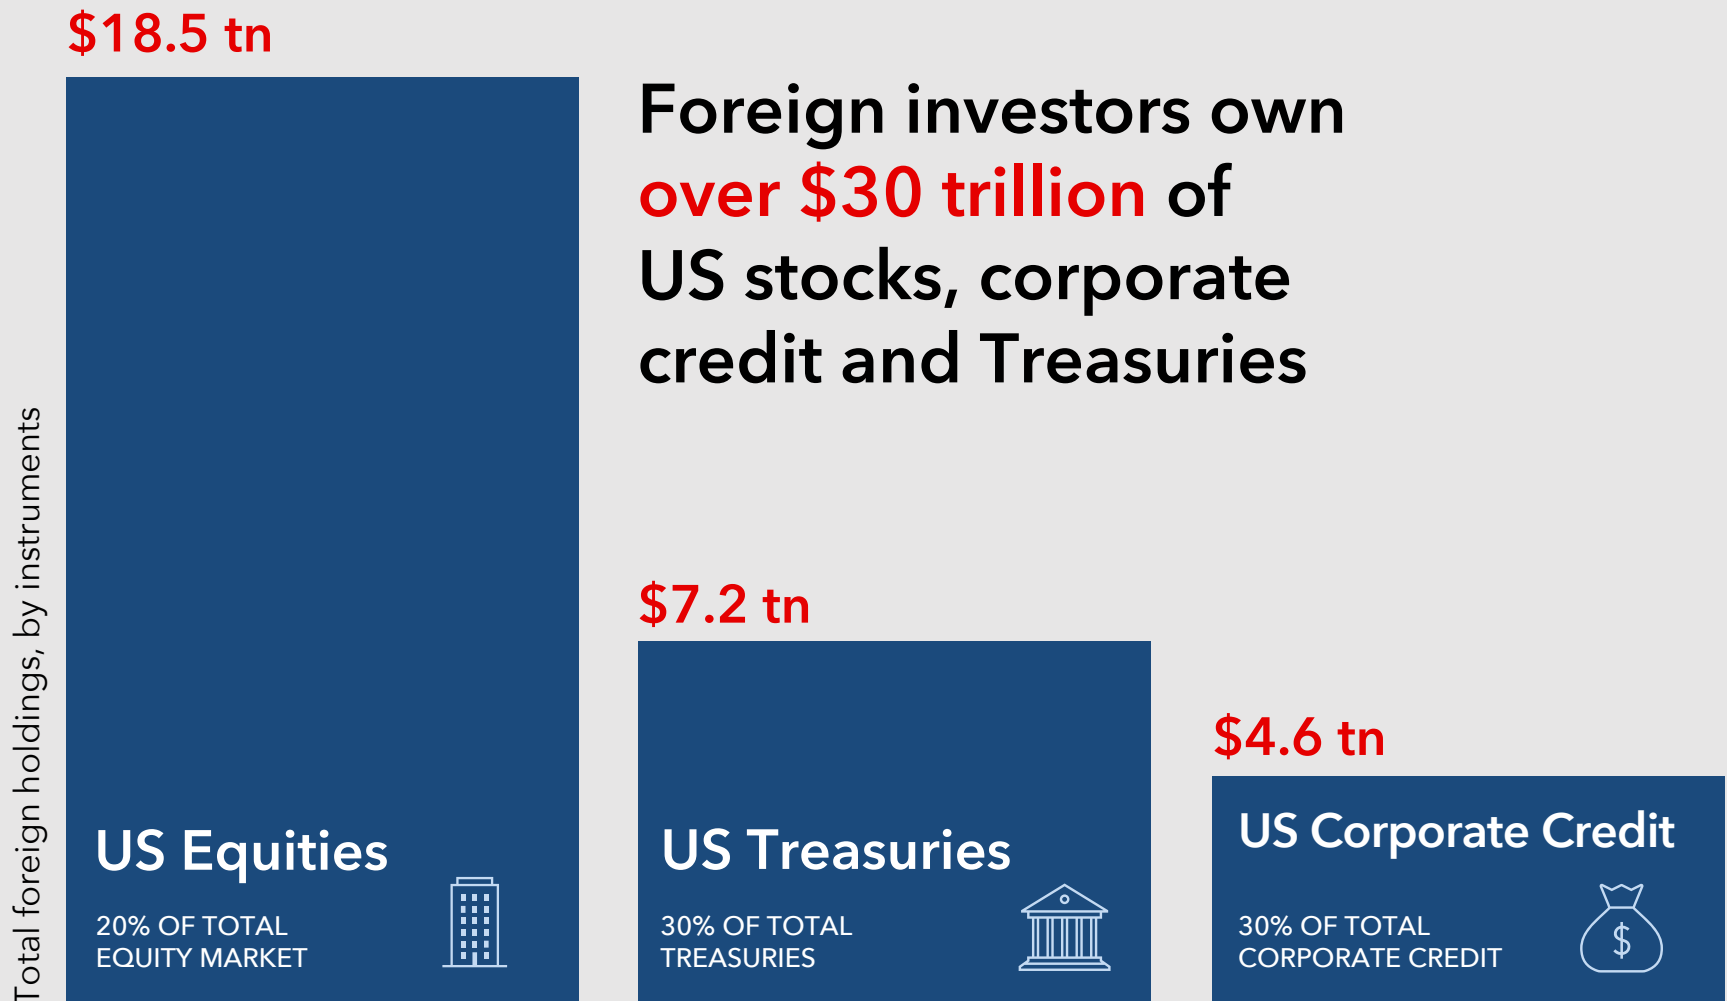 $18.5 tn
Foreign investors own
over $30 trillion of
US stocks, corporate
credit and Treasuries
Total foreign holdings, by instruments
$7.2 tn
$4.6 tn
US Equities
20% OF TOTAL
EQUITY MARKET
US Treasuries
30% OF TOTAL
TREASURIES
US Corporate Credit
30% OF TOTAL
CORPORATE CREDIT
$